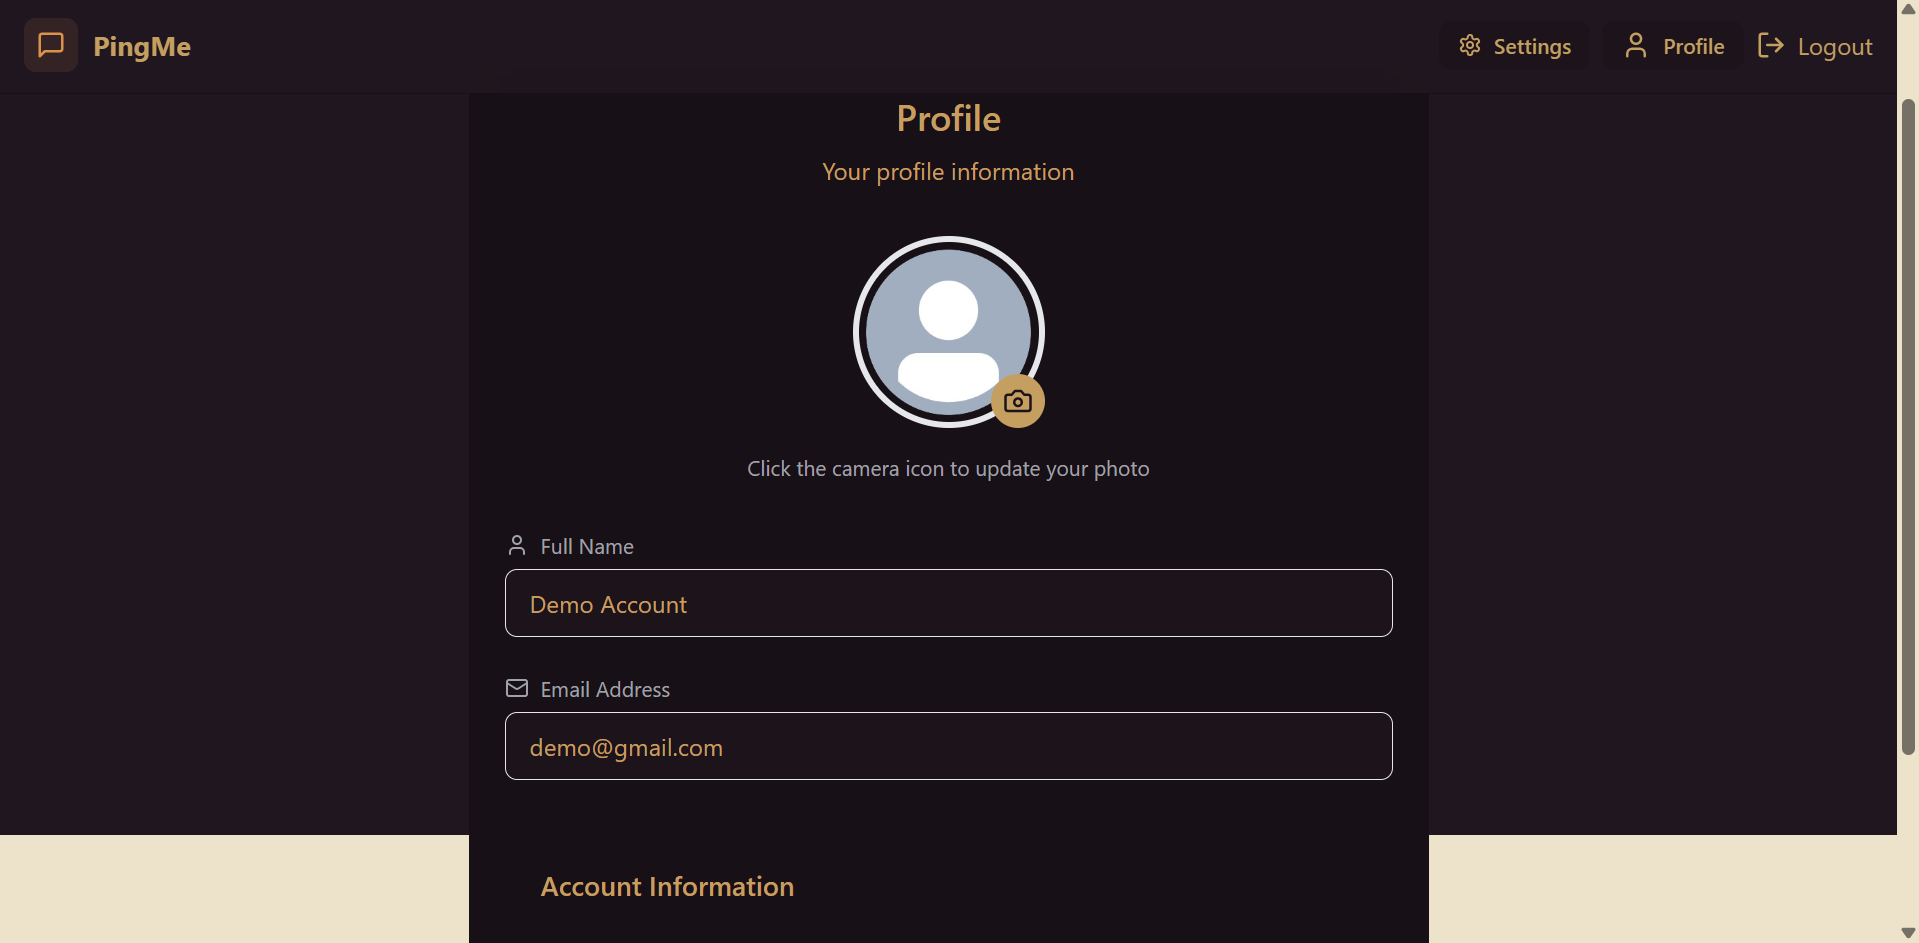 PingMe
Settings
Profile
Logout
Profile
Your profile information
Click the camera icon to update your photo
Full Name
Demo Account
Email Address
demo@gmail.com
Account Information